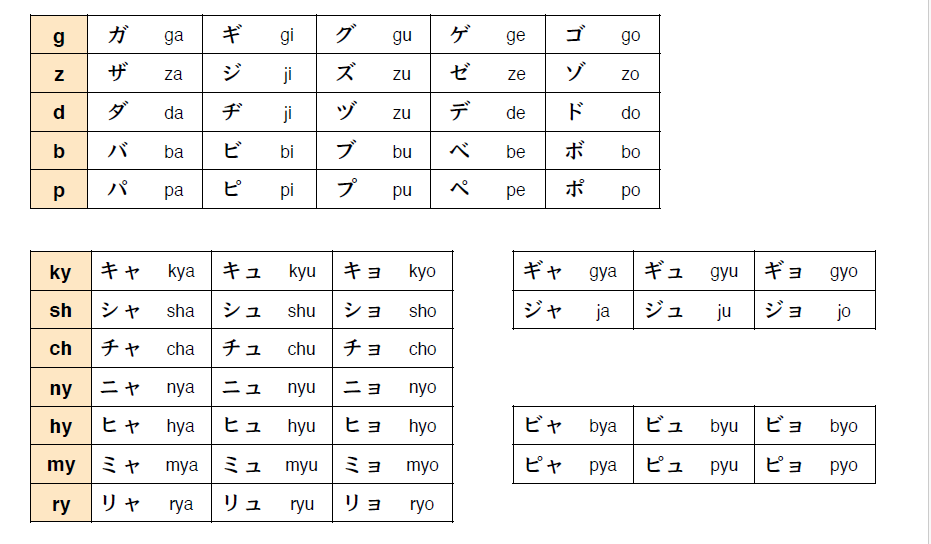 g ガ ga ギ gi グ gu ゲ ge ゴ go
z ザ za ジ ji ズ zu ゼ ze ゾ zo
d ダ da ヂ ji ヅ zu デ de ド do
b バ ba ビ bi ブ bu ベ be ボ bo
p パ pa ピ pi プ pu ペ pe ポ po
ky キャ kya キュ kyu キョ kyo
sh シャ sha シュ shu ショ sho
ch チャ cha チュ chu チョ cho
ny ニャ nya ニュ nyu ニョ nyo
hy ヒャ hya ヒュ hyu ヒョ hyo
my ミャ mya ミュ myu ミョ myo
ry リャ rya リュ ryu リョ ryo
ギャ gya ギュ gyu ギョ gyo
ジャ ja ジュ ju ジョ jo
ビャ bya ビュ byu ビョ byo
ピャ pya ピュ pyu ピョ pyo